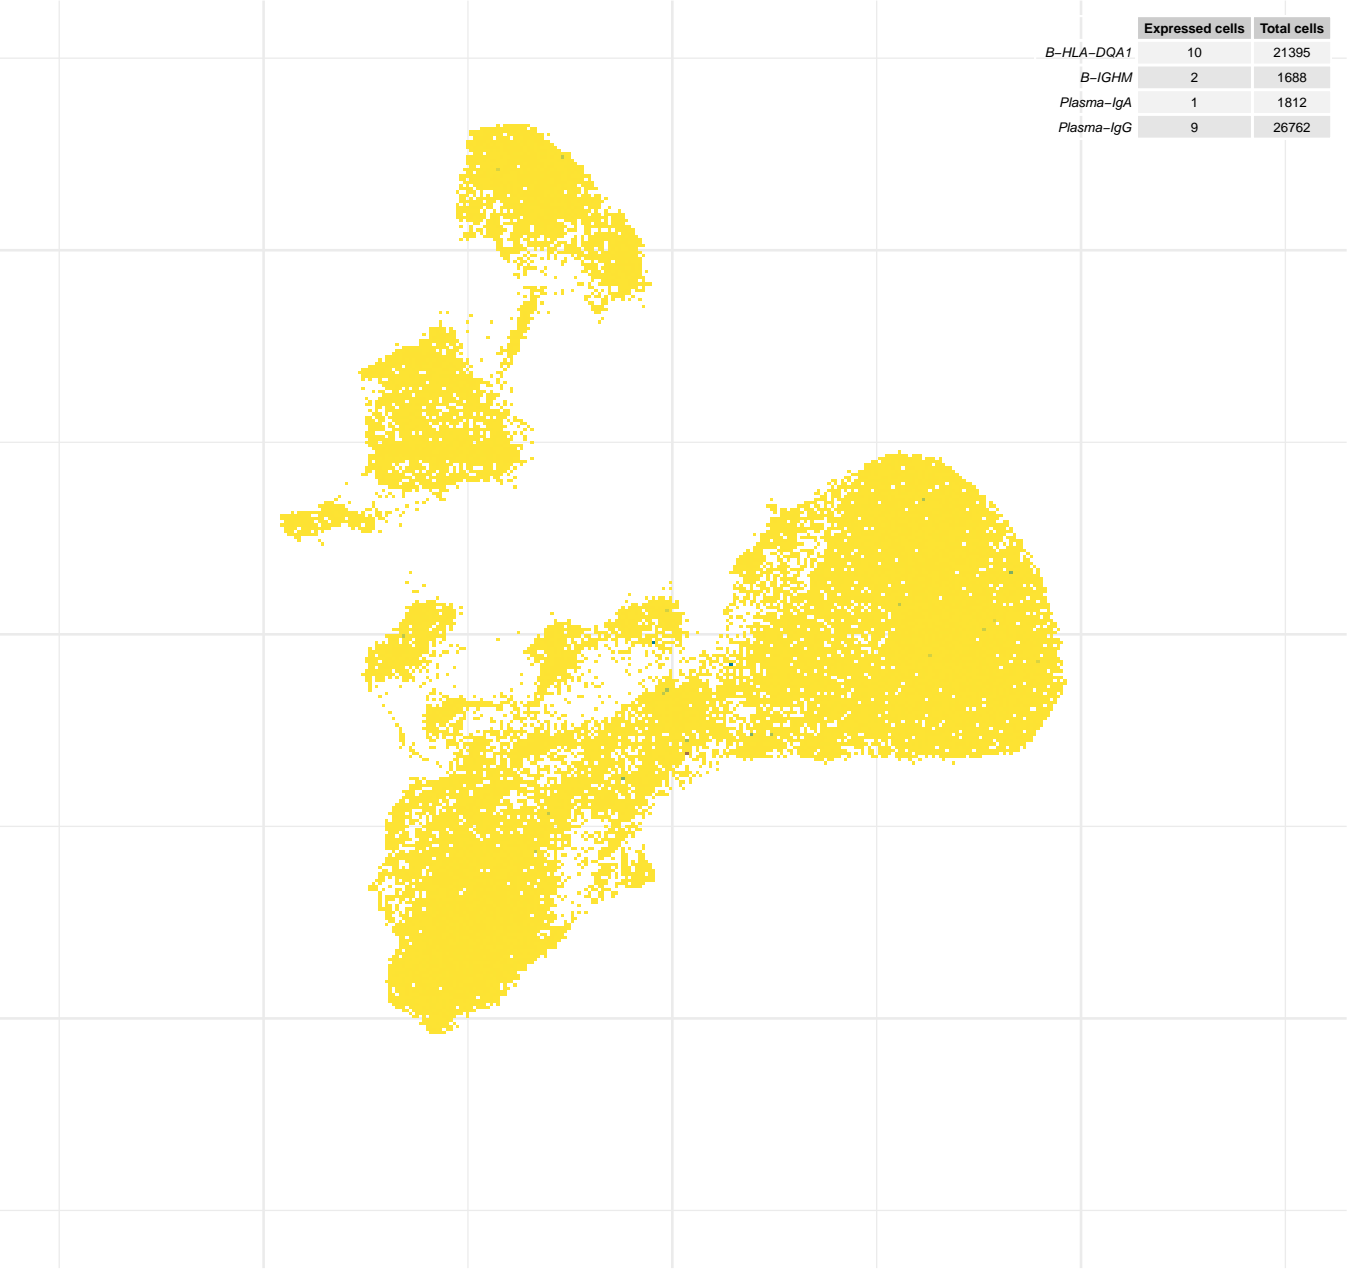 Expressed cells Total cells
B−HLA−DQA1 10 21395
B−IGHM 2 1688
Plasma−IgA 1 1812
Plasma−IgG 9 26762